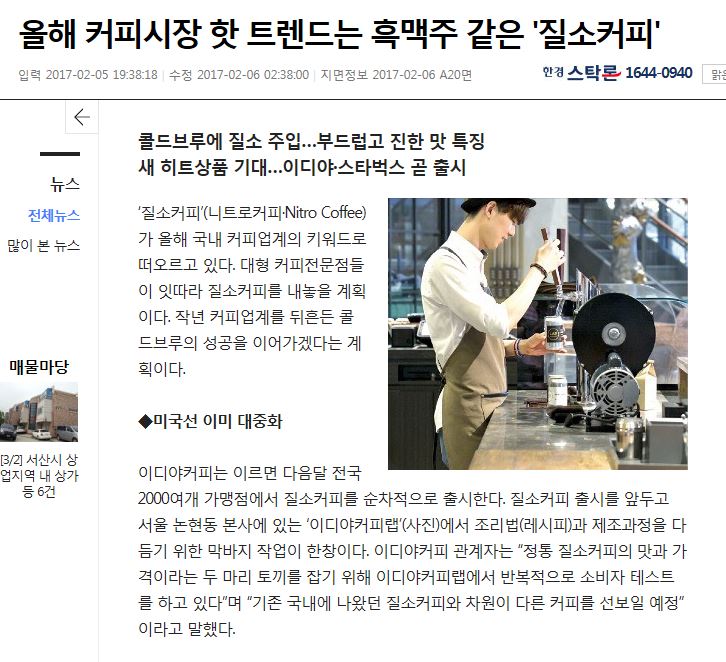 올해 커피시장 핫 트렌드는 흑맥주 같은 '질소커피'
입력 2017-02-05 19:38:18 | 수정 2017-02-06 02:38:00 | 지면정보 2017-02-06 A20면
한경 스탁론 1644-0940
뉴스
전체뉴스
많이 본 뉴스
매물마당
[3/2] 서산시 상
업지역 내 상가
등 6건
콜드브루에 질소 주입...부드럽고 진한 맛 특징
새 히트상품 기대...이디야·스타벅스 곧 출시
'질소커피'(니트로커피·Nitro Coffee)
가 올해 국내 커피업계의 키워드로
떠오르고 있다. 대형 커피전문점들
이 잇따라 질소커피를 내놓을 계획
이다. 작년 커피업계를 뒤흔든 콜
드브루의 성공을 이어가겠다는 계
획이다.
◆미국선 이미 대중화
이디야커피는 이르면 다음달 전국
2000여개 가맹점에서 질소커피를 순차적으로 출시한다. 질소커피 출시를 앞두고
서울 논현동 본사에 있는 '이디야커피랩'(사진)에서 조리법(레시피)과 제조과정을 다
듬기 위한 막바지 작업이 한창이다. 이디야커피 관계자는 "정통 질소커피의 맛과 가
격이라는 두 마리 토끼를 잡기 위해 이디야커피랩에서 반복적으로 소비자 테스트
를 하고 있다"며 "기존 국내에 나왔던 질소커피와 차원이 다른 커피를 선보일 예정"
이라고 말했다.